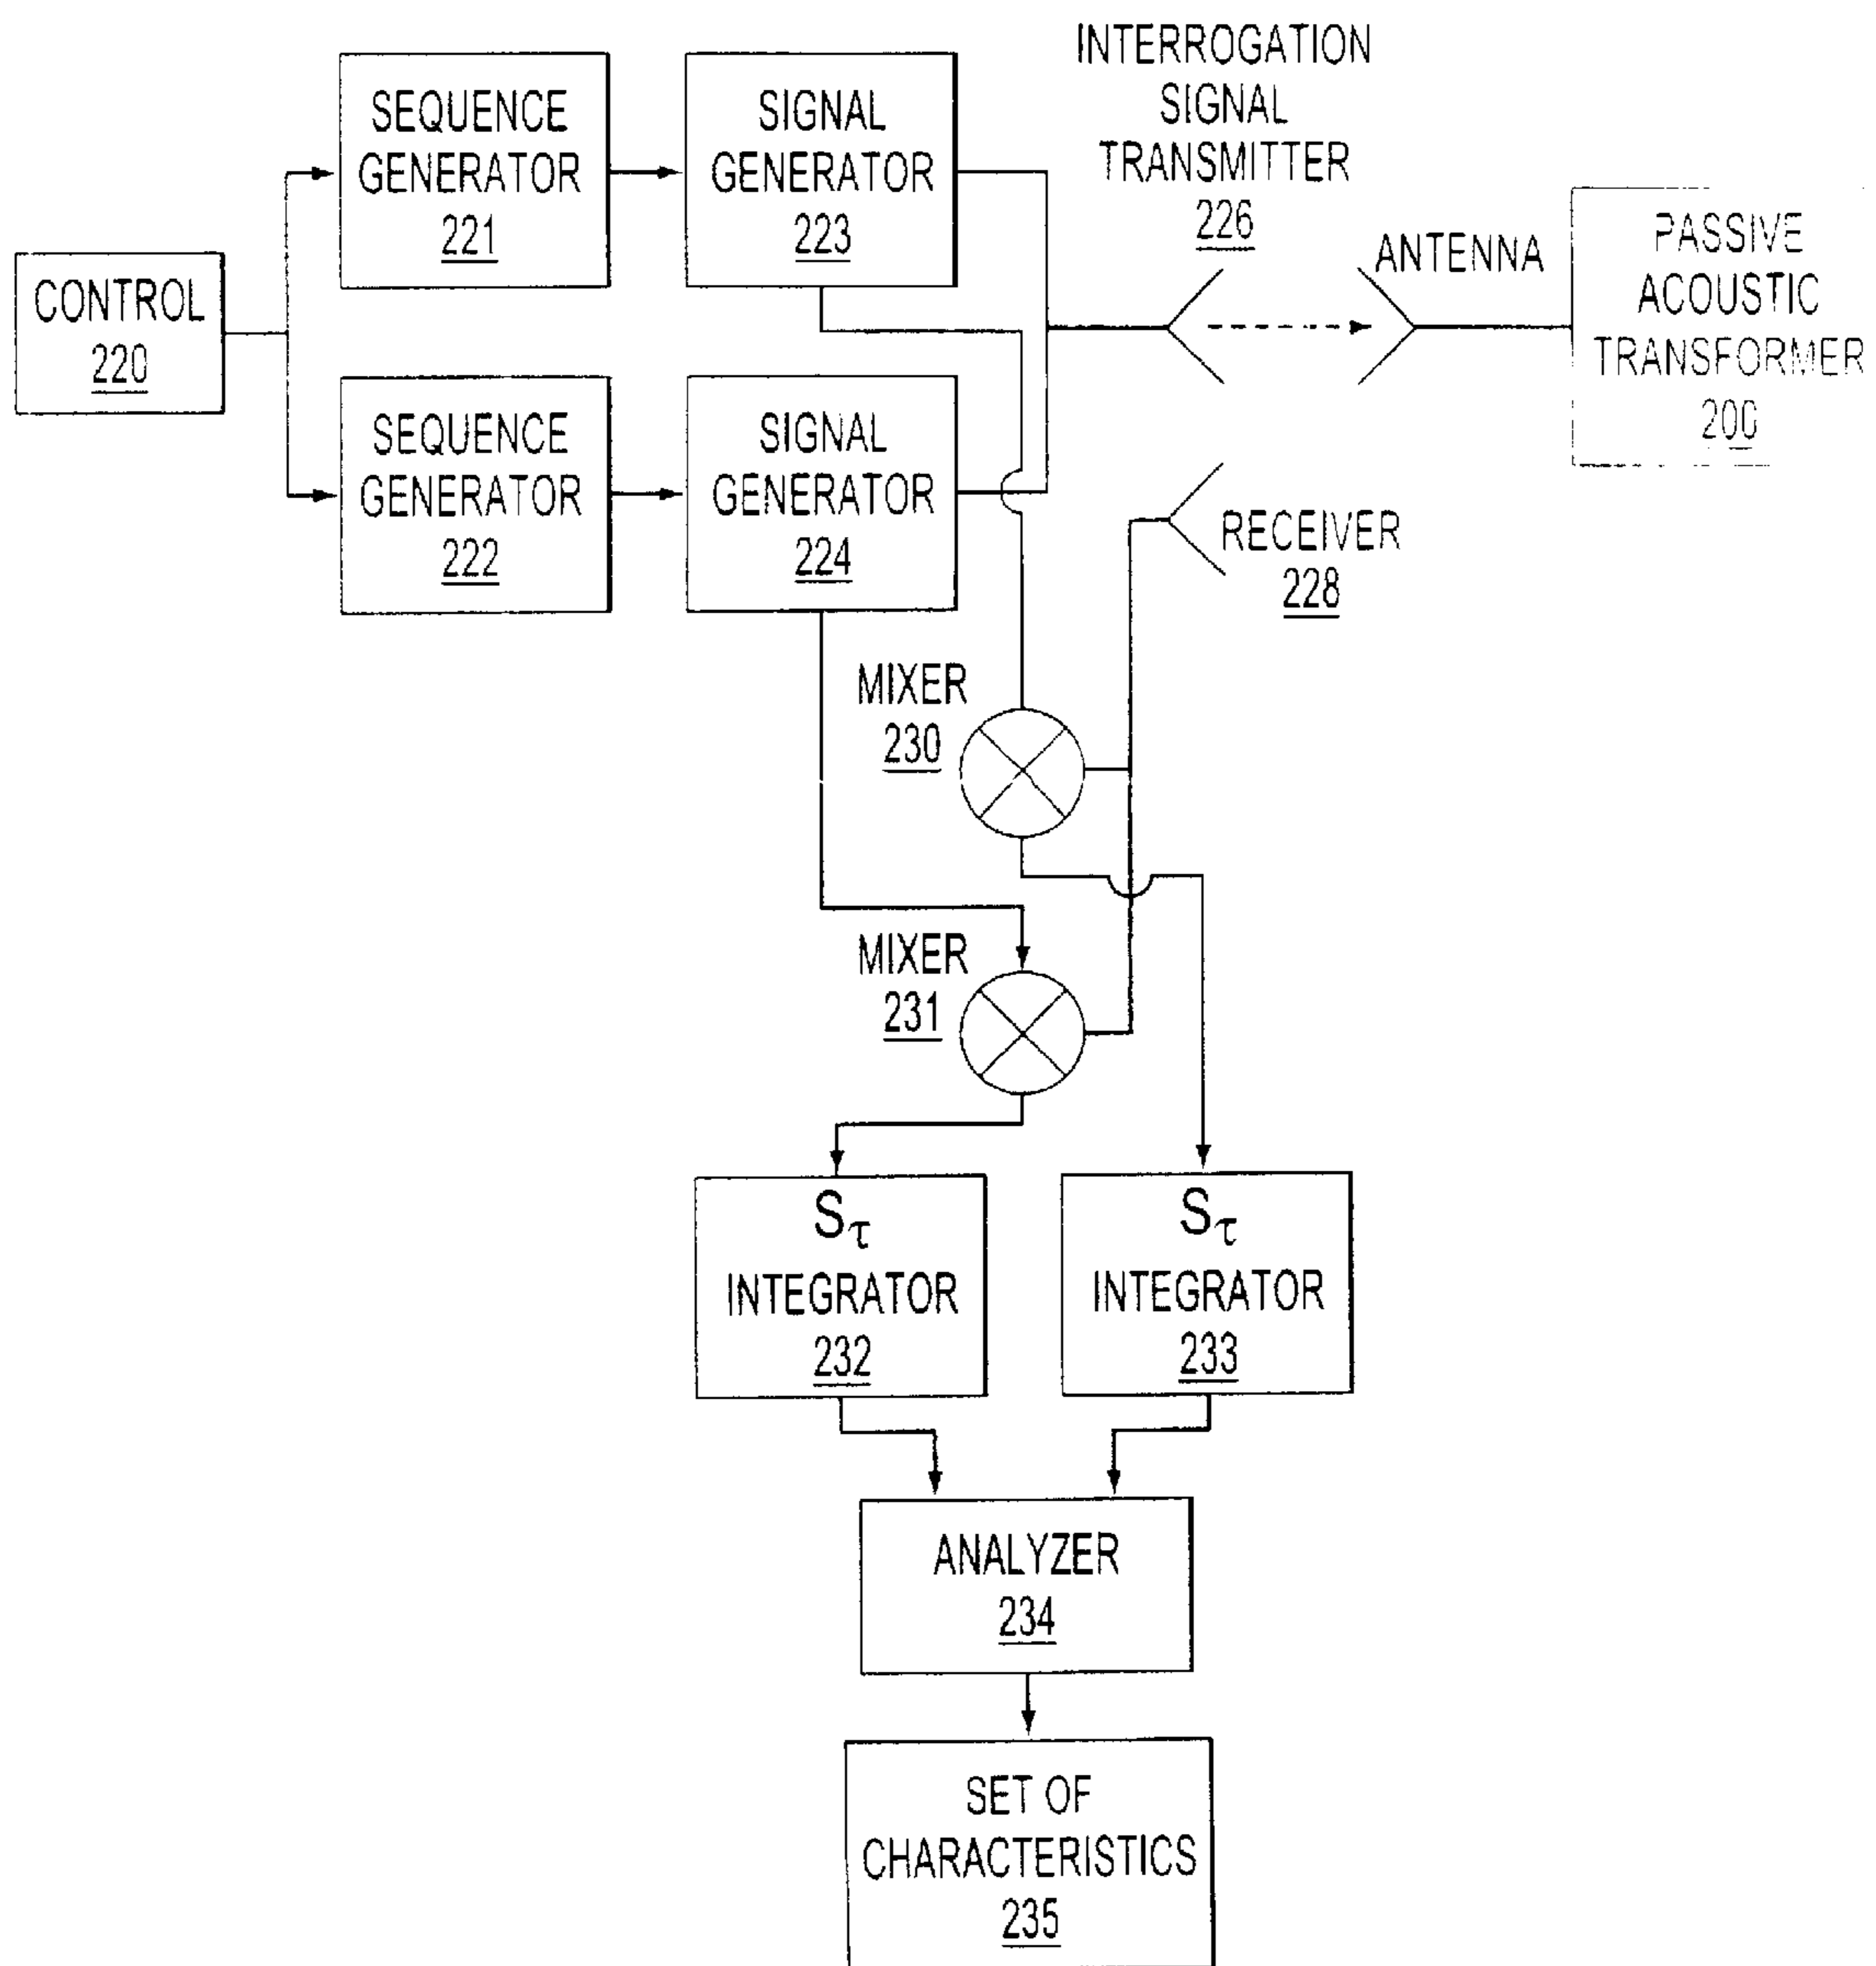 SEQUENCE
GENERATOR
221
SIGNAL
GENERATOR
223
INTERROGATION
SIGNAL
TRANSMITTER
226
ANTENNA
PASSIVE
ACOUSTIC
TRANSFORMER
200
CONTROL
220
SEQUENCE
GENERATOR
222
SIGNAL
GENERATOR
224
RECEIVER
228
MIXER
230
MIXER
231
Sτ
INTEGRATOR
232
Sτ
INTEGRATOR
233
ANALYZER
234
SET OF
CHARACTERISTICS
235